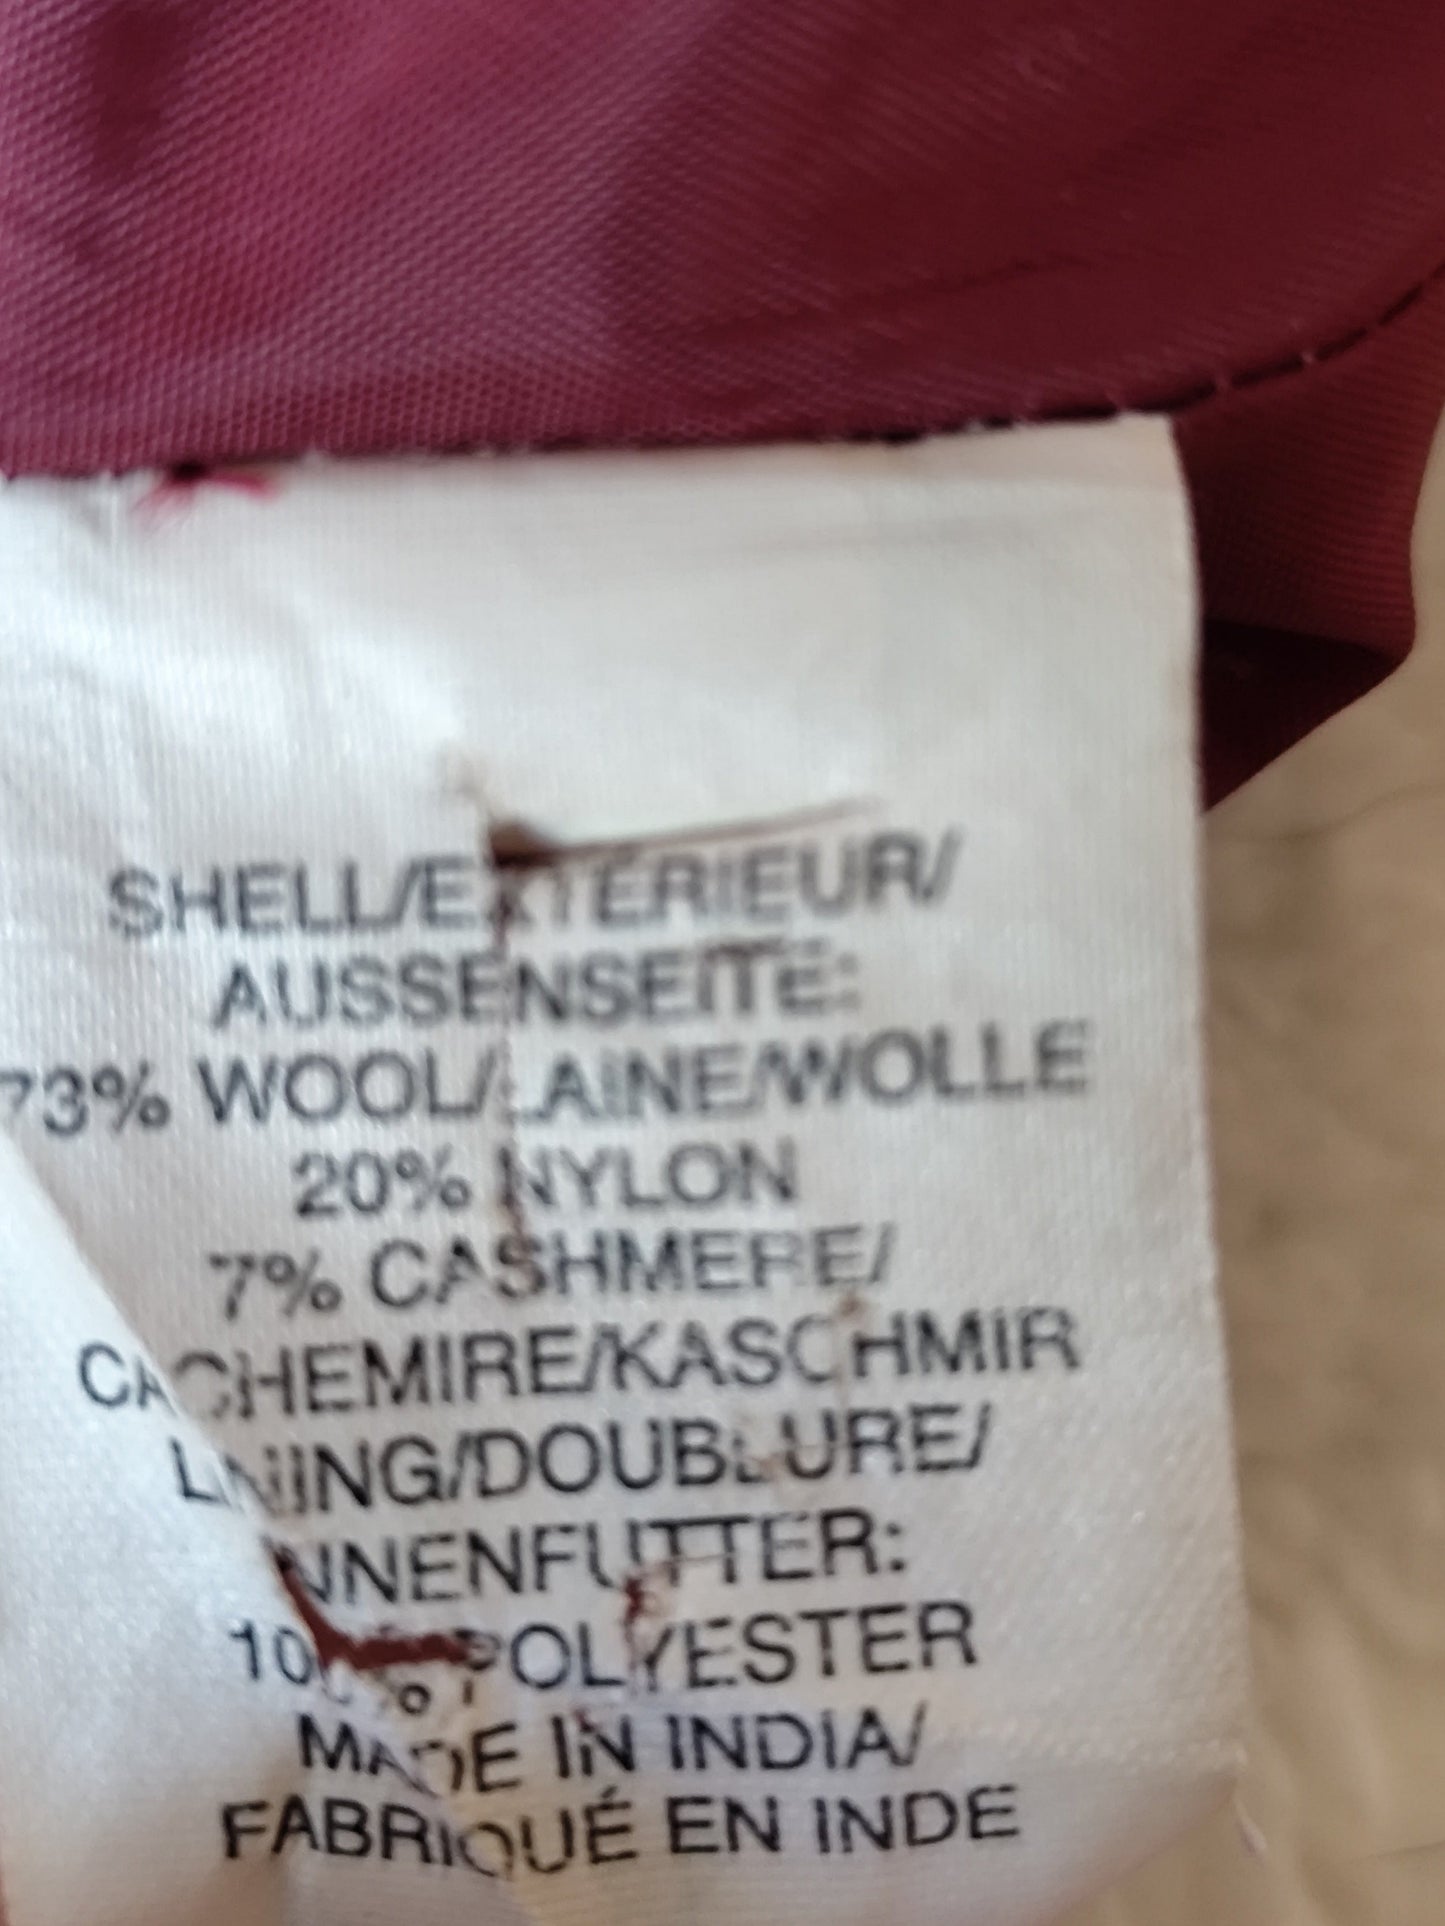 SHELL/EXTÉRIEUR/
AUSSENSEITE:
73% WOOL/LAINE/WOLLE
20% NYLON
7% CASHMERE/
CACHEMIRE/KASCHMIR
LINING/DOUBLURE/
INNENFUTTER:
100% POLYESTER
MADE IN INDIA/
FABRIQUÉ EN INDE